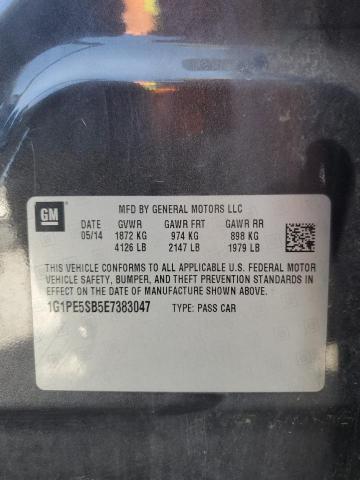 GM
MFD BY GENERAL MOTORS LLC
DATE GVWR GAWR FRT GAWR RR
05/14 1872 KG 974 KG 898 KG
4126 LB 2147 LB 1979 LB
THIS VEHICLE CONFORMS TO ALL APPLICABLE U.S. FEDERAL MOTOR
VEHICLE SAFETY, BUMPER, AND THEFT PREVENTION STANDARDS
IN EFFECT ON THE DATE OF MANUFACTURE SHOWN ABOVE.
1G1PE5SB5E7383047 TYPE: PASS CAR